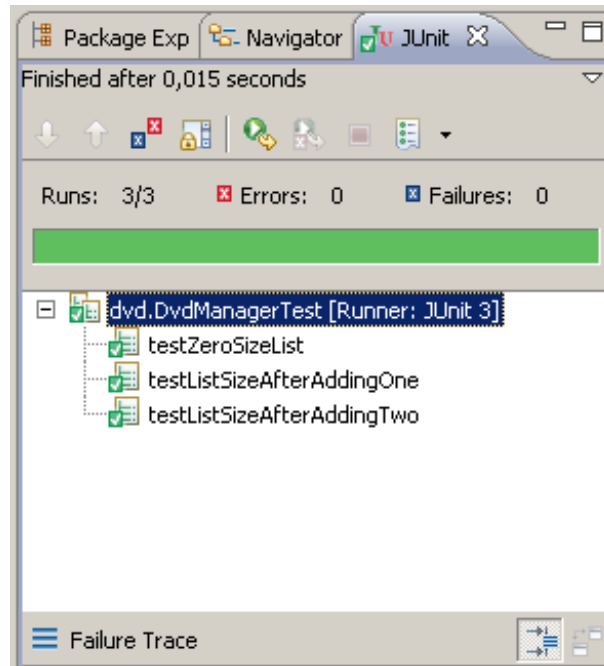 Package Exp Navigator JUnit
Finished after 0,015 seconds
Runs: 3/3 Errors: 0 Failures: 0
dvd.DvdManagerTest [Runner: JUnit 3]
testZeroSizeList
testListSizeAfterAddingOne
testListSizeAfterAddingTwo
Failure Trace